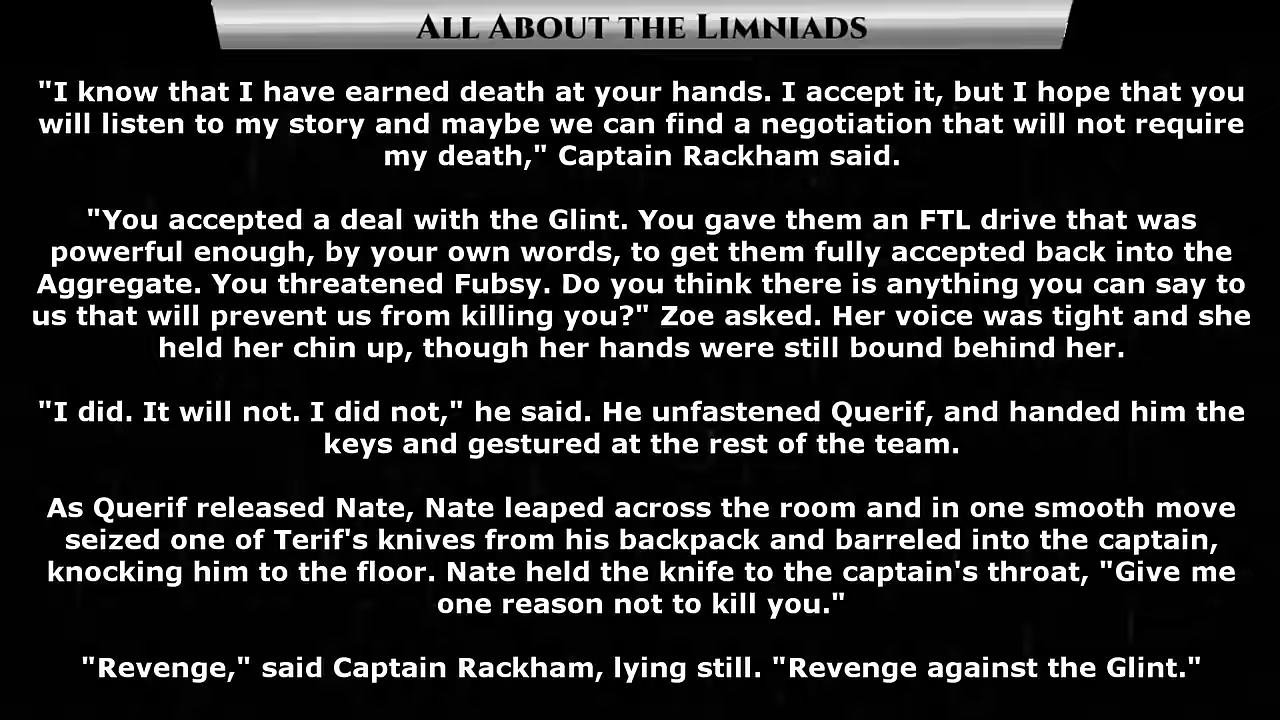 All About the Limniads
"I know that I have earned death at your hands. I accept it, but I hope that you
will listen to my story and maybe we can find a negotiation that will not require
my death," Captain Rackham said.
"You accepted a deal with the Glint. You gave them an FTL drive that was
powerful enough, by your own words, to get them fully accepted back into the
Aggregate. You threatened Fubsy. Do you think there is anything you can say to
us that will prevent us from killing you?" Zoe asked. Her voice was tight and she
held her chin up, though her hands were still bound behind her.
"I did. It will not. I did not," he said. He unfastened Querif, and handed him the
keys and gestured at the rest of the team.
As Querif released Nate, Nate leaped across the room and in one smooth move
seized one of Terif's knives from his backpack and barreled into the captain,
knocking him to the floor. Nate held the knife to the captain's throat, "Give me
one reason not to kill you."
"Revenge," said Captain Rackham, lying still. "Revenge against the Glint."